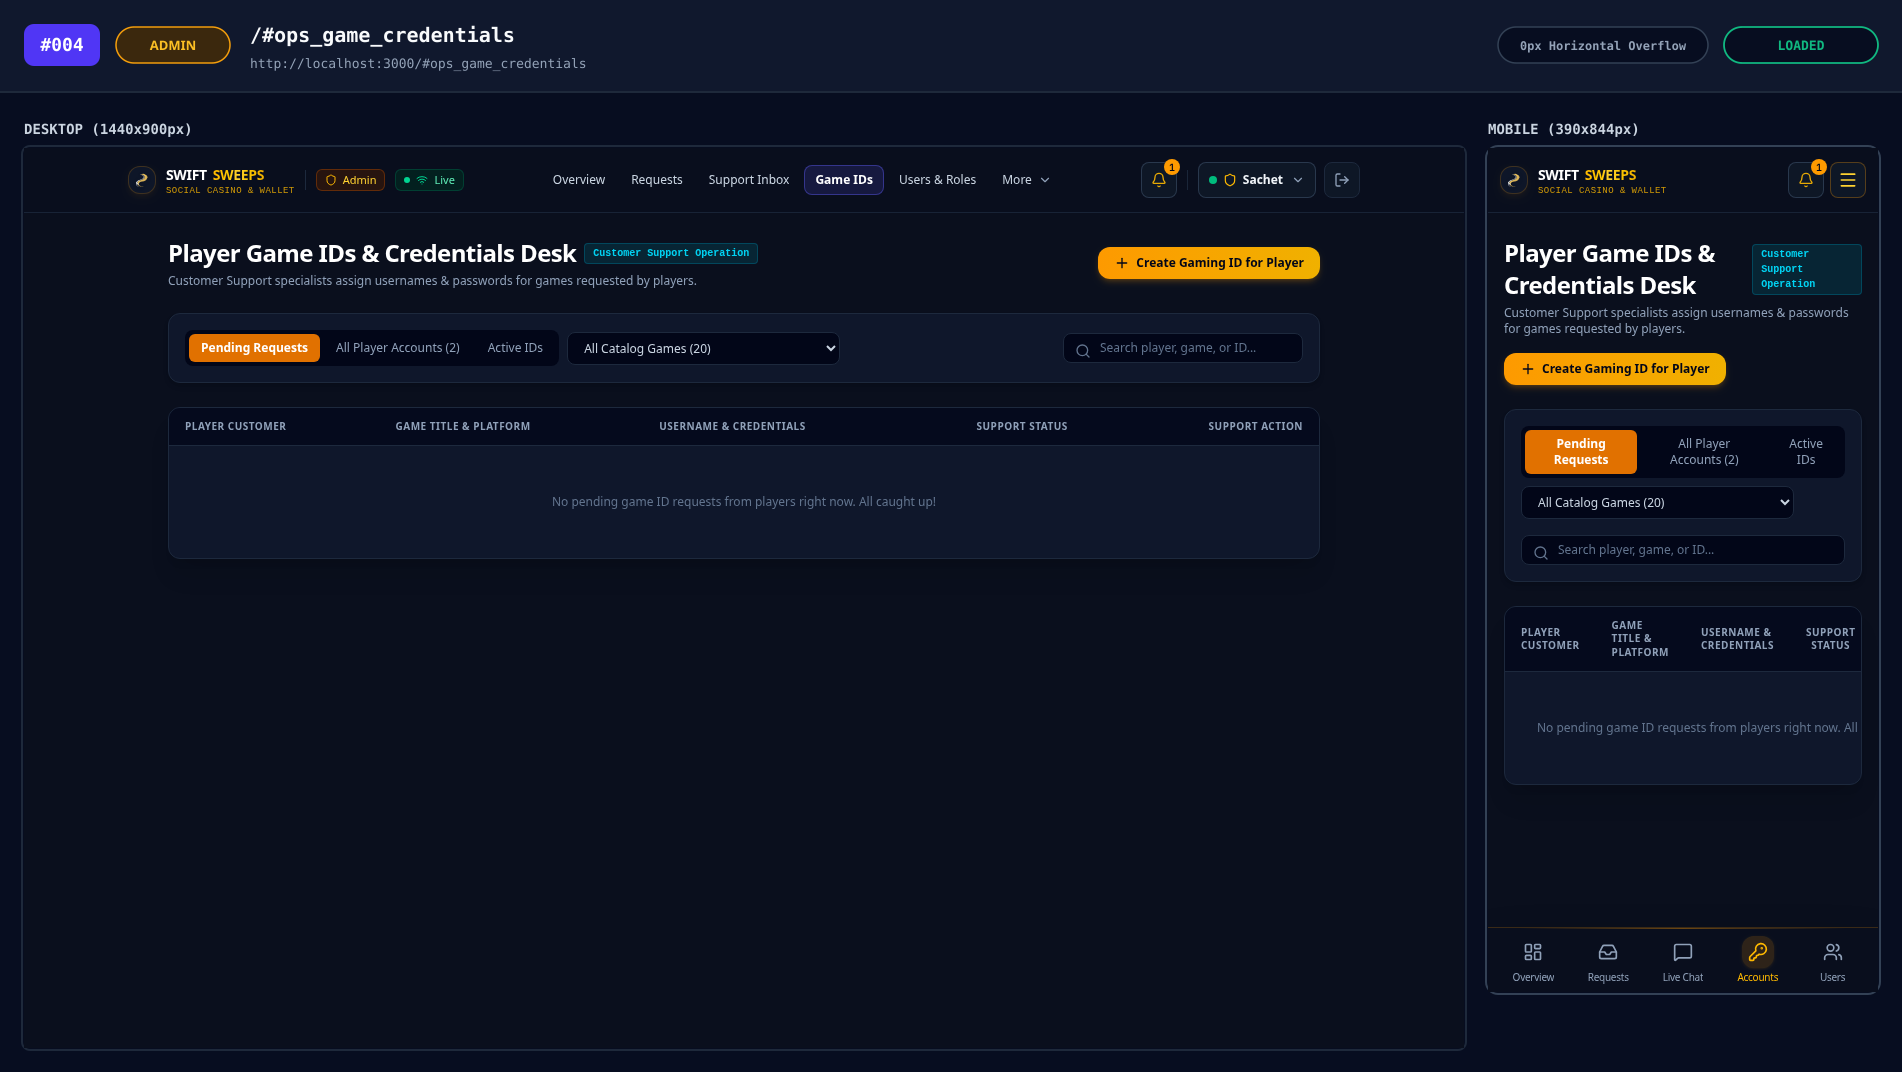 #004
ADMIN
/#ops_game_credentials
http://localhost:3000/#ops_game_credentials
0px Horizontal Overflow
LOADED
DESKTOP (1440x900px)
SWIFT SWEEPS
SOCIAL CASINO & WALLET
Admin
Live
Overview
Requests
Support Inbox
Game IDs
Users & Roles
More
1
Sachet
Player Game IDs & Credentials Desk
Customer Support Operation
Customer Support specialists assign usernames & passwords for games requested by players.
Create Gaming ID for Player
Pending Requests
All Player Accounts (2)
Active IDs
All Catalog Games (20)
Search player, game, or ID...
PLAYER CUSTOMER
GAME TITLE & PLATFORM
USERNAME & CREDENTIALS
SUPPORT STATUS
SUPPORT ACTION
No pending game ID requests from players right now. All caught up!
MOBILE (390x844px)
SWIFT SWEEPS
SOCIAL CASINO & WALLET
1
Player Game IDs &
Credentials Desk
Customer
Support
Operation
Customer Support specialists assign usernames & passwords
for games requested by players.
Create Gaming ID for Player
Pending
Requests
All Player
Accounts (2)
Active
IDs
All Catalog Games (20)
Search player, game, or ID...
PLAYER
CUSTOMER
GAME
TITLE &
PLATFORM
USERNAME &
CREDENTIALS
SUPPORT
STATUS
No pending game ID requests from players right now. All
Overview
Requests
Live Chat
Accounts
Users